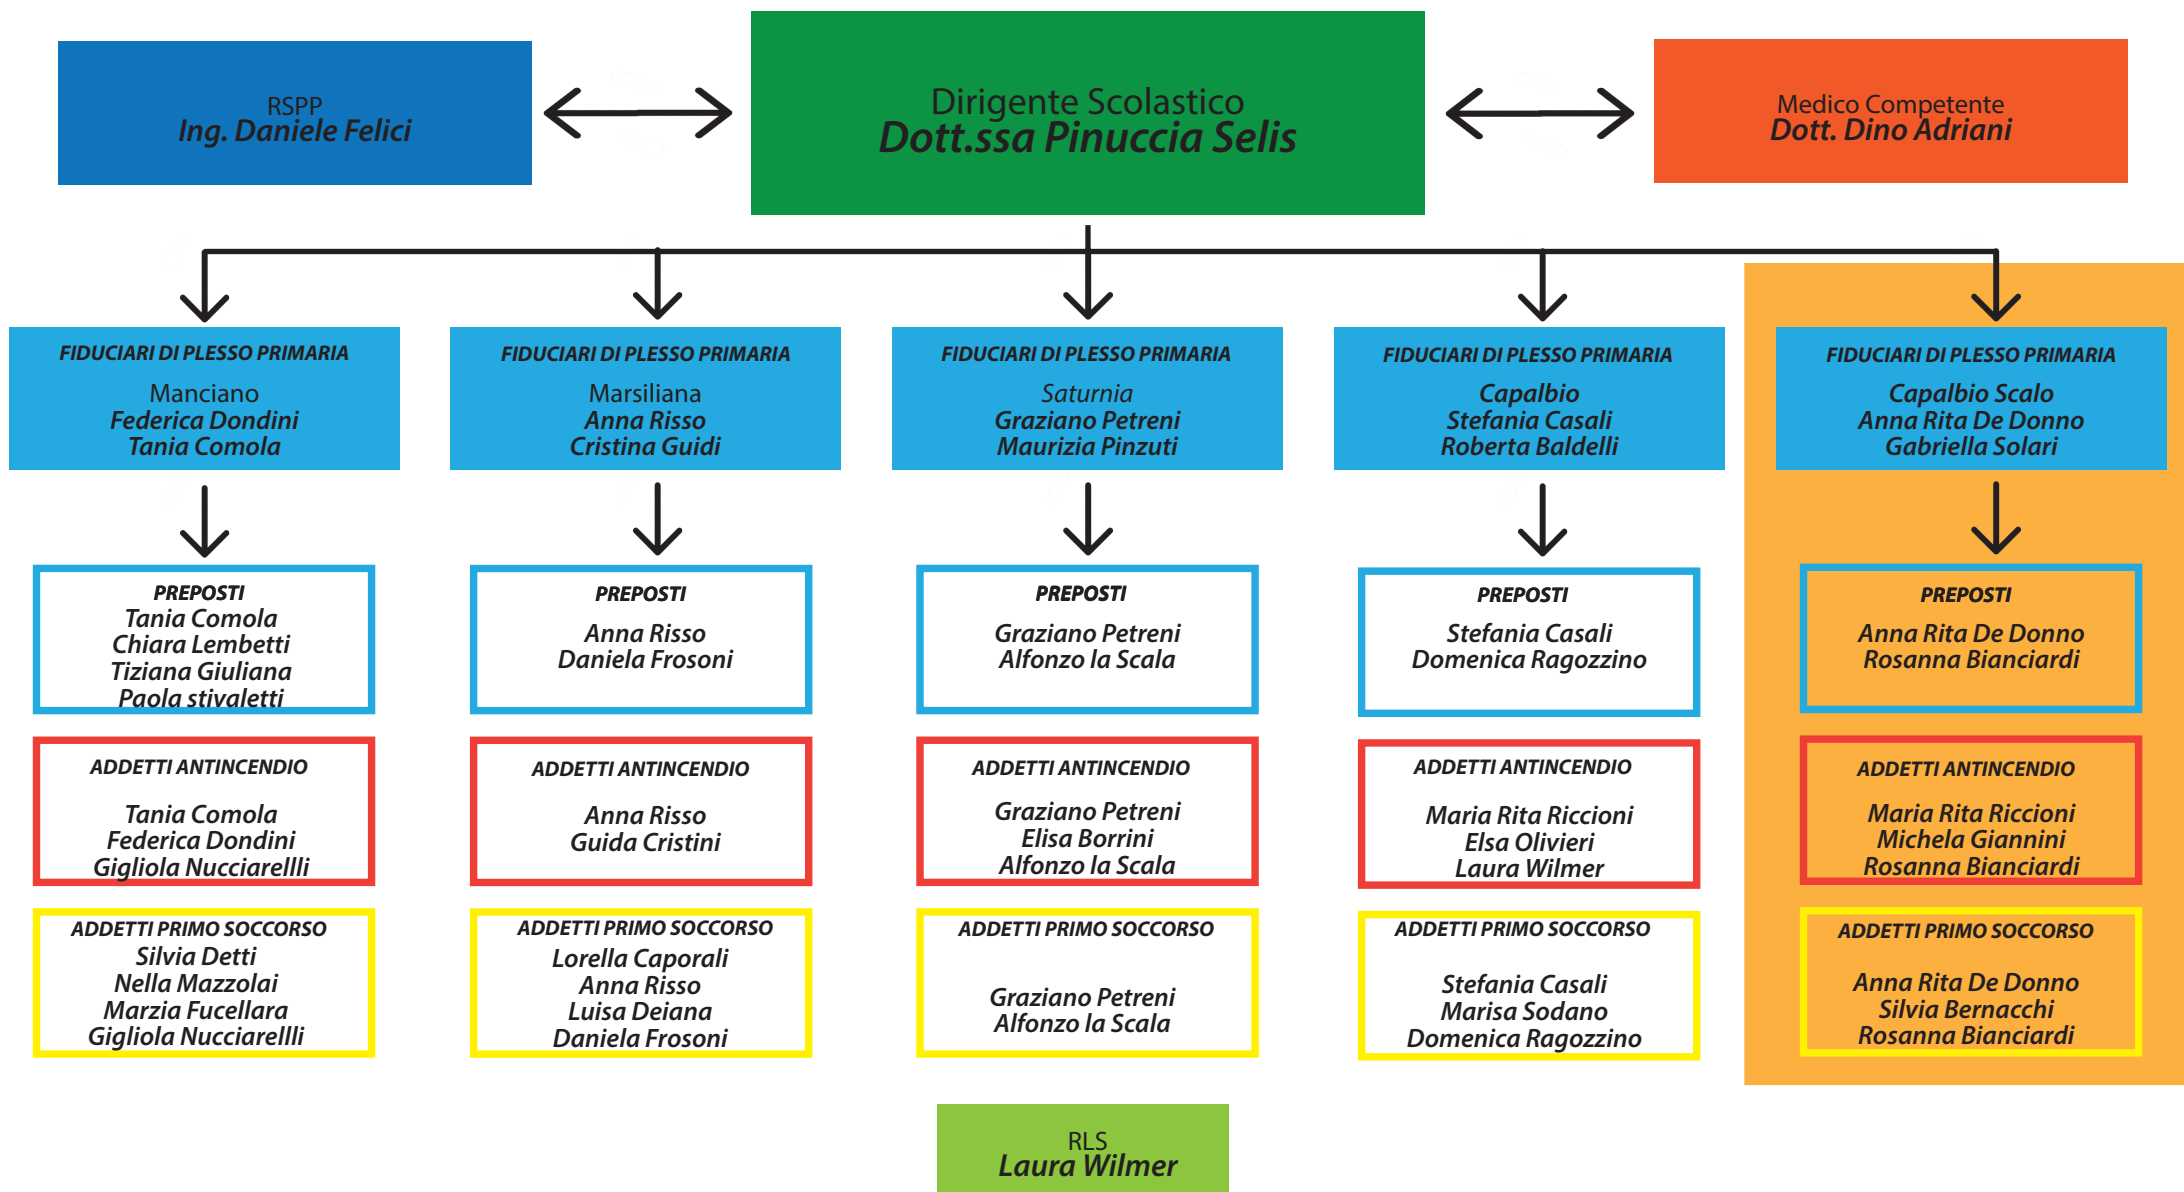 RSPP
Ing. Daniele Felici
Dirigente Scolastico
Dott.ssa Pinuccia Selis
Medico Competente
Dott. Dino Adriani
FIDUCIARI DI PLESSO PRIMARIA
Manciano
Federica Dondini
Tania Comola
FIDUCIARI DI PLESSO PRIMARIA
Marsiliana
Anna Risso
Cristina Guidi
FIDUCIARI DI PLESSO PRIMARIA
Saturnia
Graziano Petreni
Maurizia Pinzuti
FIDUCIARI DI PLESSO PRIMARIA
Capalbio
Stefania Casali
Roberta Baldelli
FIDUCIARI DI PLESSO PRIMARIA
Capalbio Scalo
Anna Rita De Donno
Gabriella Solari
PREPOSTI
Tania Comola
Chiara Lembetti
Tiziana Giuliana
Paola stivaletti
PREPOSTI
Anna Risso
Daniela Frosoni
PREPOSTI
Graziano Petreni
Alfonzo la Scala
PREPOSTI
Stefania Casali
Domenica Ragozzino
PREPOSTI
Anna Rita De Donno
Rosanna Bianciardi
ADDETTI ANTINCENDIO
Tania Comola
Federica Dondini
Gigliola Nucciarellli
ADDETTI ANTINCENDIO
Anna Risso
Guida Cristini
ADDETTI ANTINCENDIO
Graziano Petreni
Elisa Borrini
Alfonzo la Scala
ADDETTI ANTINCENDIO
Maria Rita Riccioni
Elsa Olivieri
Laura Wilmer
ADDETTI ANTINCENDIO
Maria Rita Riccioni
Michela Giannini
Rosanna Bianciardi
ADDETTI PRIMO SOCCORSO
Silvia Detti
Nella Mazzolai
Marzia Fucellara
Gigliola Nucciarellli
ADDETTI PRIMO SOCCORSO
Lorella Caporali
Anna Risso
Luisa Deiana
Daniela Frosoni
ADDETTI PRIMO SOCCORSO
Graziano Petreni
Alfonzo la Scala
ADDETTI PRIMO SOCCORSO
Stefania Casali
Marisa Sodano
Domenica Ragozzino
ADDETTI PRIMO SOCCORSO
Anna Rita De Donno
Silvia Bernacchi
Rosanna Bianciardi
RLS
Laura Wilmer